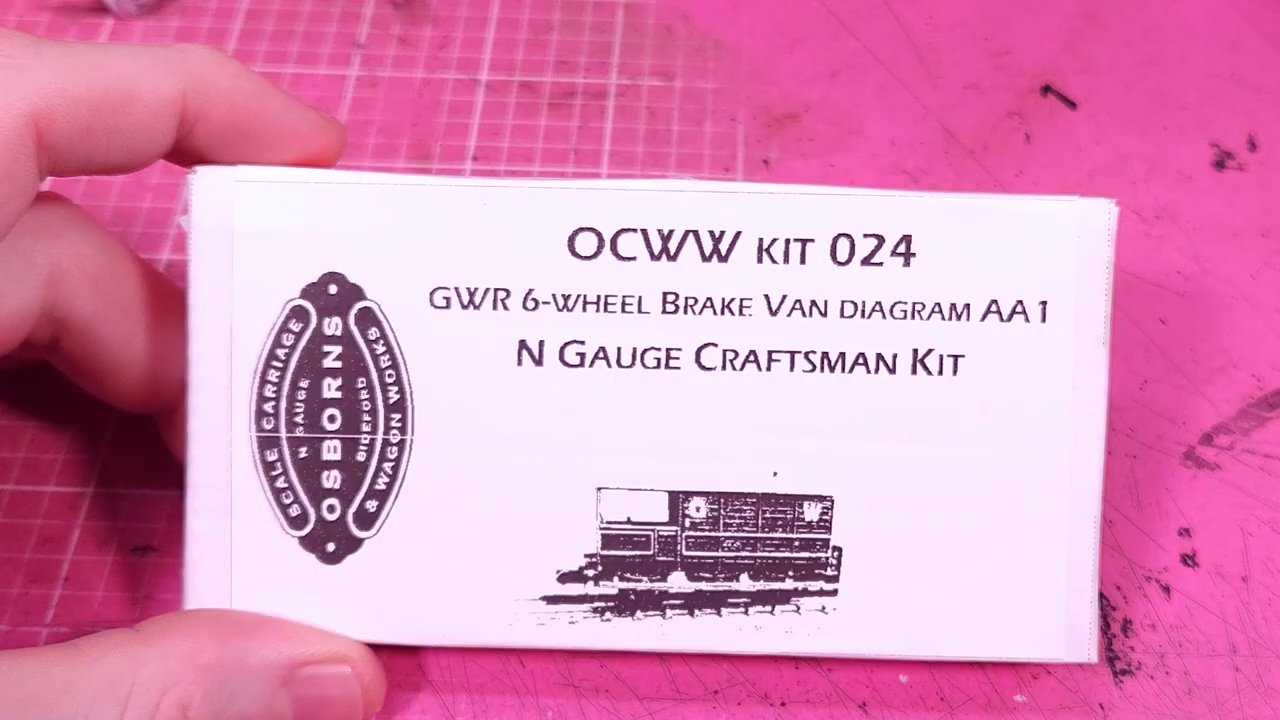 OCWW KIT 024
GWR 6-WHEEL BRAKE VAN DIAGRAM AA1
N GAUGE CRAFTSMAN KIT
SCALE CARRIAGE
N GAUGE
OSBORNS
BIDEFORD
& WAGON WORKS